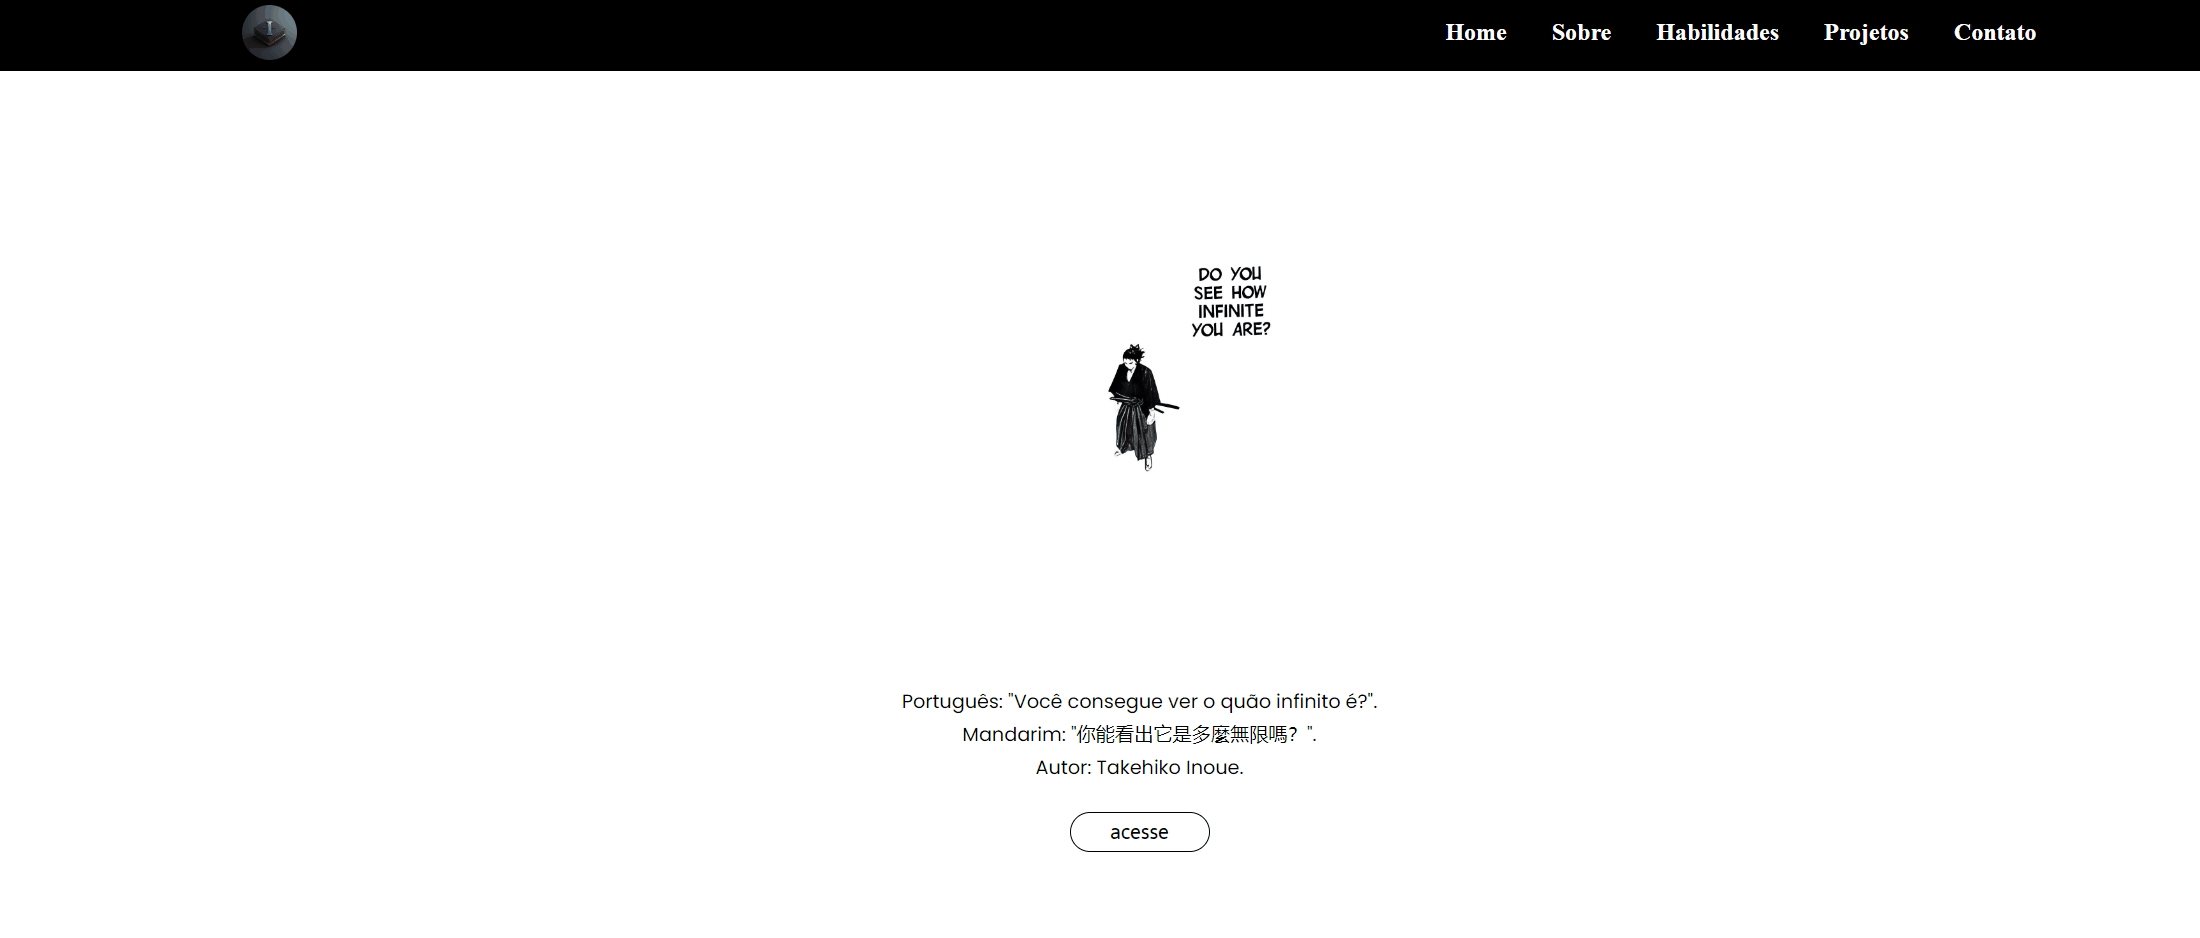 I
Home Sobre Habilidades Projetos Contato
DO YOU
SEE HOW
INFINITE
YOU ARE?
Português: "Você consegue ver o quão infinito é?".
Mandarim: "你能看出它是多麼無限嗎？".
Autor: Takehiko Inoue.
acesse